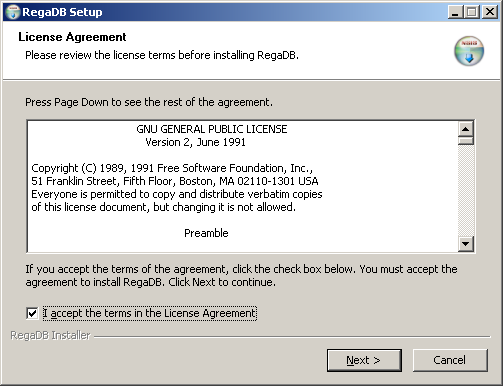 RegaDB Setup
License Agreement
Please review the license terms before installing RegaDB.
Press Page Down to see the rest of the agreement.
GNU GENERAL PUBLIC LICENSE
Version 2, June 1991
Copyright (C) 1989, 1991 Free Software Foundation, Inc.,
51 Franklin Street, Fifth Floor, Boston, MA 02110-1301 USA
Everyone is permitted to copy and distribute verbatim copies
of this license document, but changing it is not allowed.
Preamble
If you accept the terms of the agreement, click the check box below. You must accept the
agreement to install RegaDB. Click Next to continue.
I accept the terms in the License Agreement
RegaDB Installer
Next >
Cancel